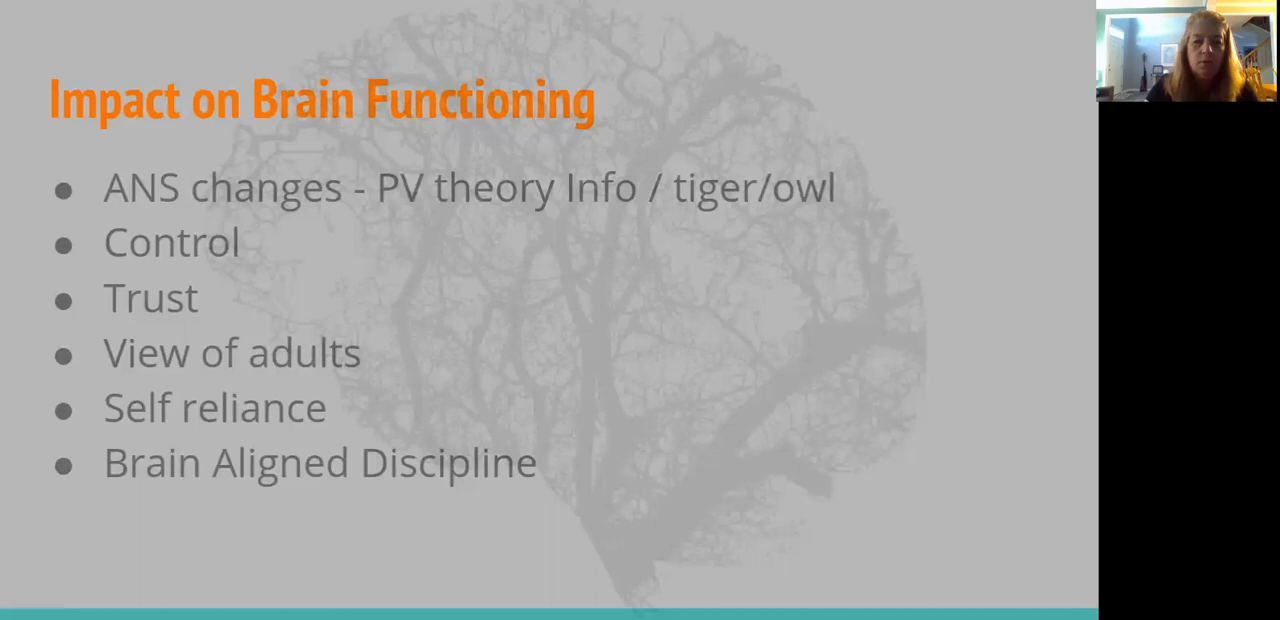 Impact on Brain Functioning
● ANS changes - PV theory Info / tiger/owl
● Control
● Trust
● View of adults
● Self reliance
● Brain Aligned Discipline